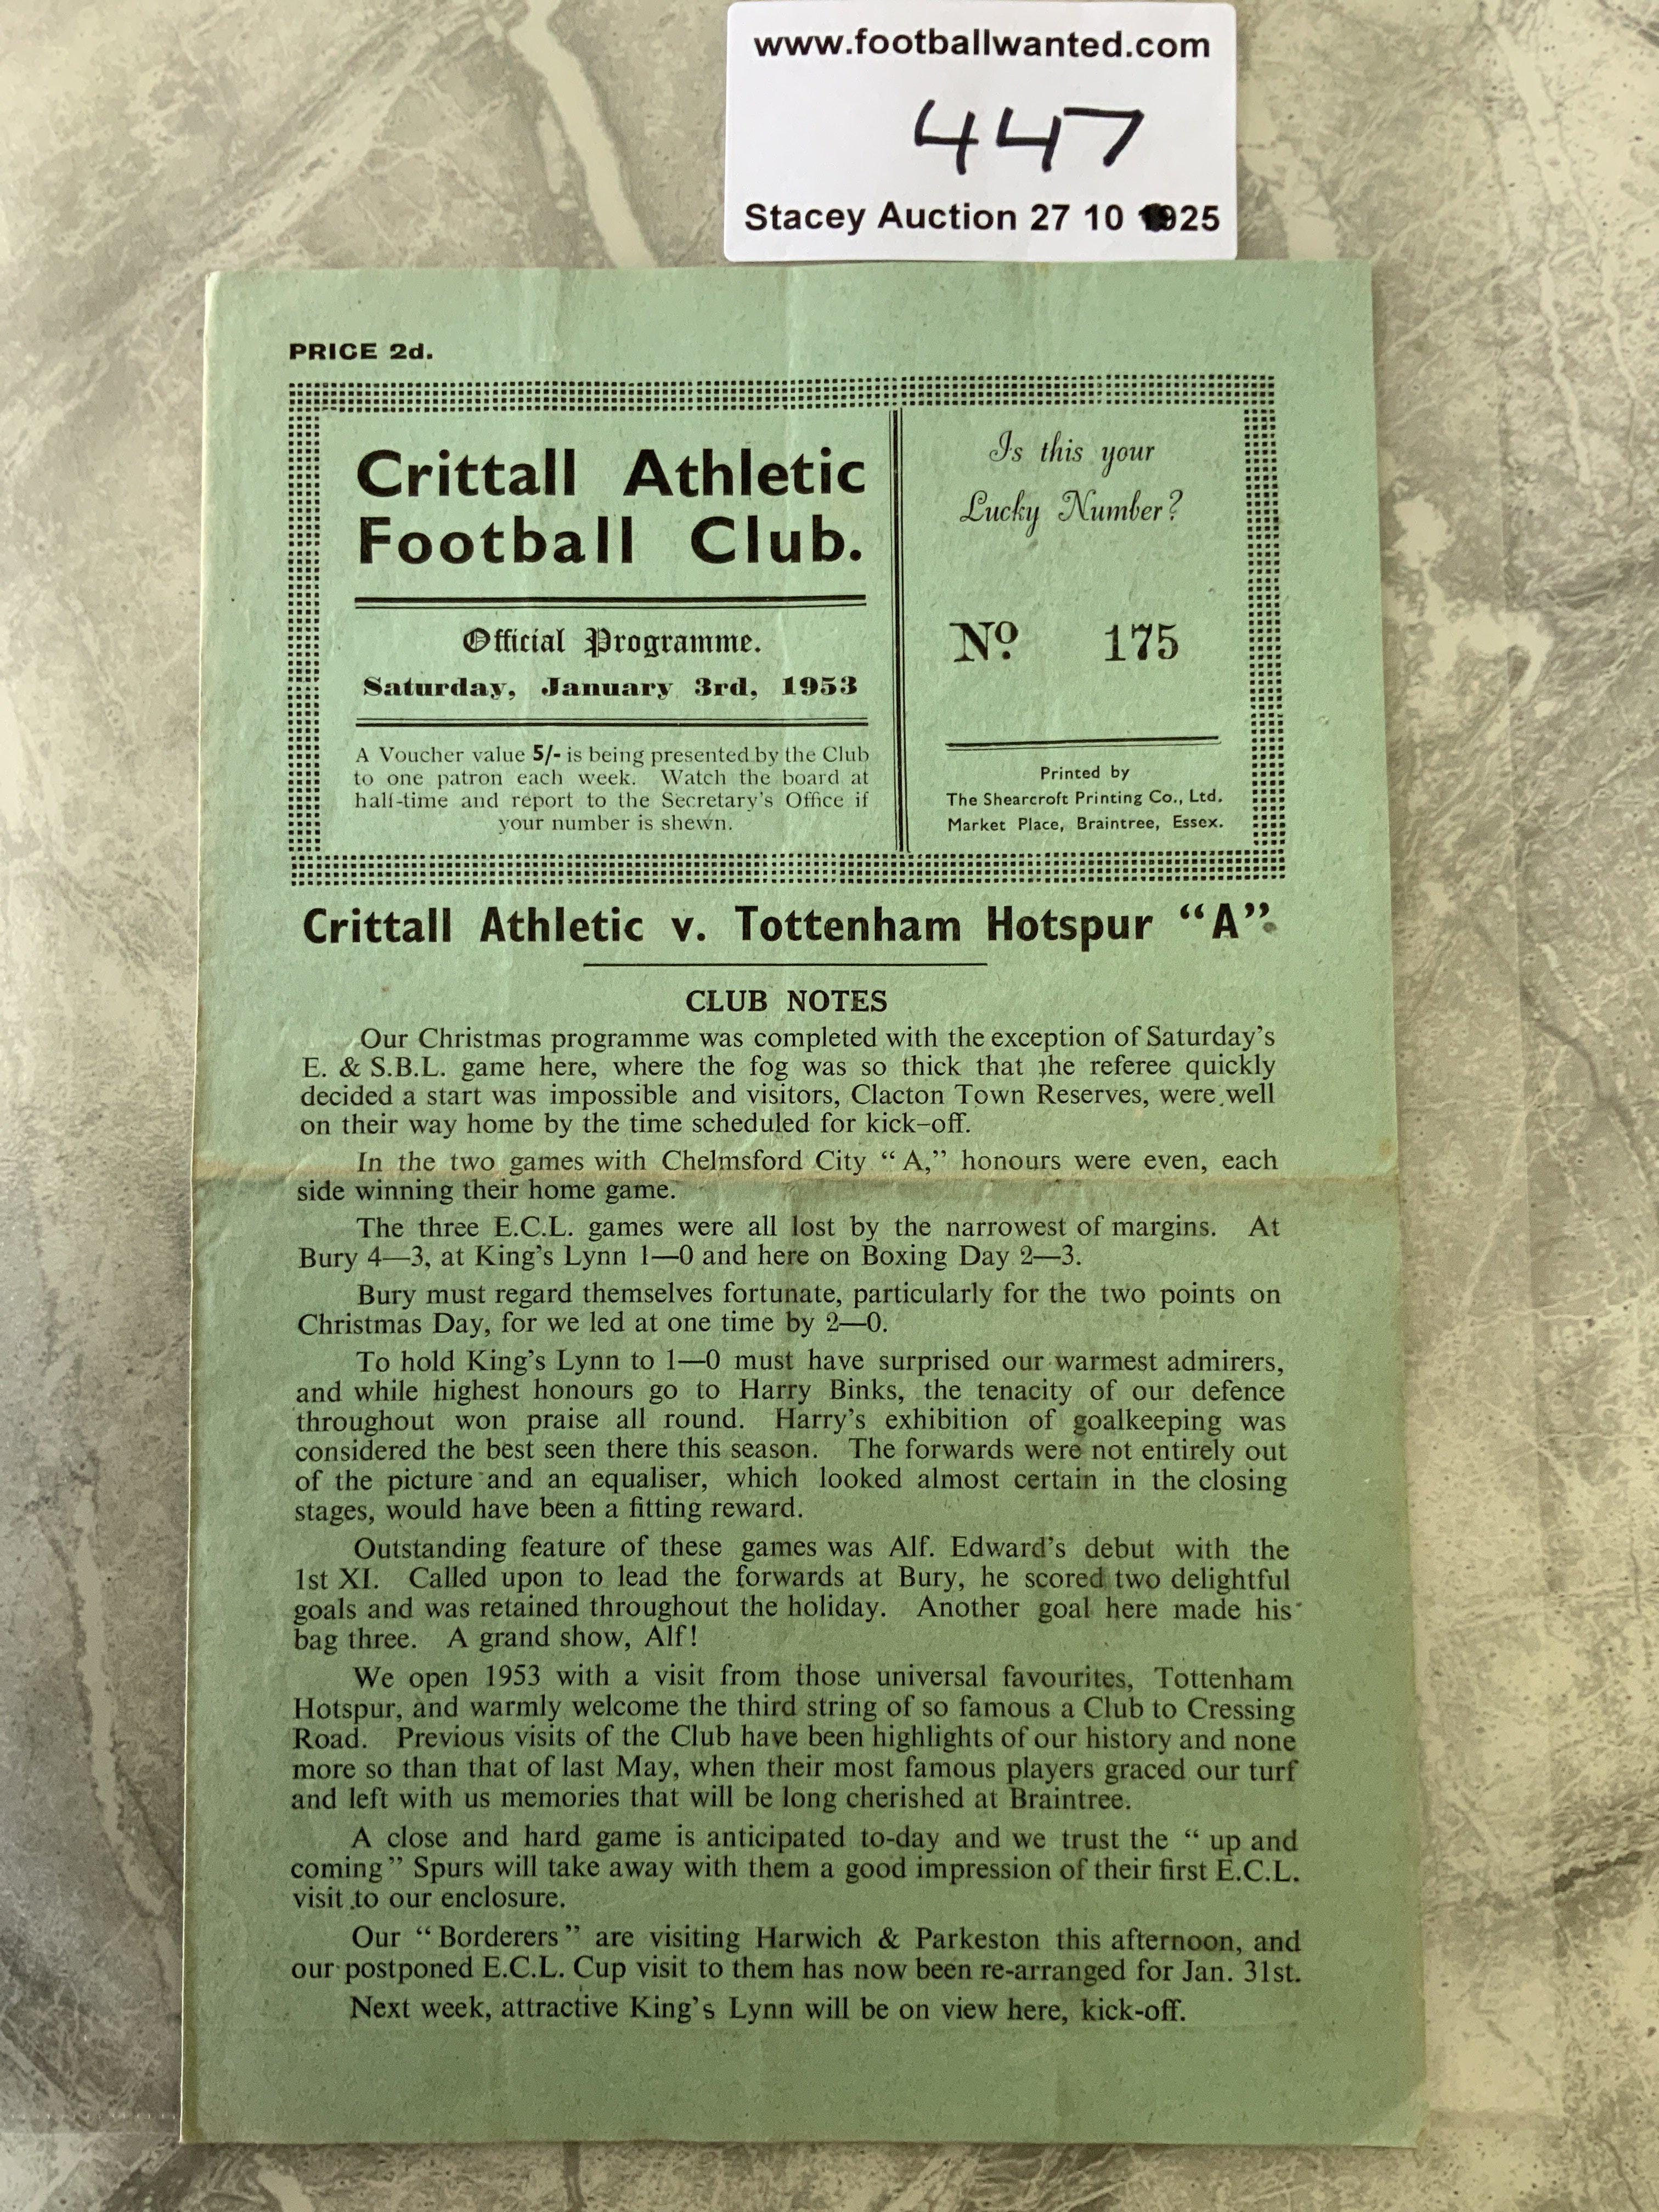 www.footballwanted.com
447
Stacey Auction 27 10 25
PRICE 2d.
Crittall Athletic
Football Club.
Official Programme.
Saturday, January 3rd, 1953
A Voucher value 5/- is being presented by the Club
to one patron each week. Watch the board at
half-time and report to the Secretary's Office if
your number is shewn.
Is this your
Lucky Number?
Nº 175
Printed by
The Shearcroft Printing Co., Ltd.
Market Place, Braintree, Essex.
Crittall Athletic v. Tottenham Hotspur “A”.
CLUB NOTES
Our Christmas programme was completed with the exception of Saturday's
E. & S.B.L. game here, where the fog was so thick that the referee quickly
decided a start was impossible and visitors, Clacton Town Reserves, were well
on their way home by the time scheduled for kick-off.
In the two games with Chelmsford City “ A,” honours were even, each
side winning their home game.
The three E.C.L. games were all lost by the narrowest of margins. At
Bury 4—3, at King's Lynn 1—0 and here on Boxing Day 2—3.
Bury must regard themselves fortunate, particularly for the two points on
Christmas Day, for we led at one time by 2—0.
To hold King's Lynn to 1—0 must have surprised our warmest admirers,
and while highest honours go to Harry Binks, the tenacity of our defence
throughout won praise all round. Harry's exhibition of goalkeeping was
considered the best seen there this season. The forwards were not entirely out
of the picture and an equaliser, which looked almost certain in the closing
stages, would have been a fitting reward.
Outstanding feature of these games was Alf. Edward's debut with the
1st XI. Called upon to lead the forwards at Bury, he scored two delightful
goals and was retained throughout the holiday. Another goal here made his
bag three. A grand show, Alf!
We open 1953 with a visit from those universal favourites, Tottenham
Hotspur, and warmly welcome the third string of so famous a Club to Cressing
Road. Previous visits of the Club have been highlights of our history and none
more so than that of last May, when their most famous players graced our turf
and left with us memories that will be long cherished at Braintree.
A close and hard game is anticipated to-day and we trust the “ up and
coming ” Spurs will take away with them a good impression of their first E.C.L.
visit to our enclosure.
Our “ Borderers ” are visiting Harwich & Parkeston this afternoon, and
our postponed E.C.L. Cup visit to them has now been re-arranged for Jan. 31st.
Next week, attractive King's Lynn will be on view here, kick-off.